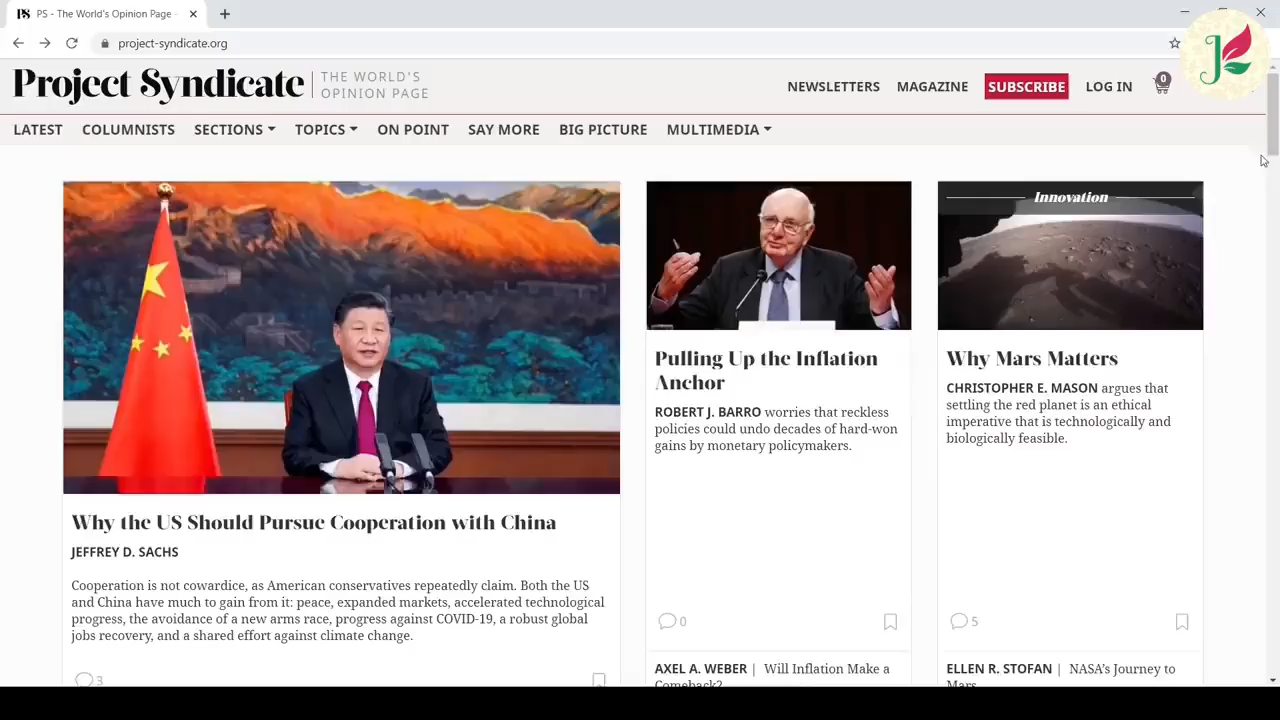 PS - The World's Opinion Page
project-syndicate.org
Project Syndicate
THE WORLD'S
OPINION PAGE
NEWSLETTERS
MAGAZINE
SUBSCRIBE
LOG IN
0
LATEST
COLUMNISTS
SECTIONS
TOPICS
ON POINT
SAY MORE
BIG PICTURE
MULTIMEDIA
Why the US Should Pursue Cooperation with China
JEFFREY D. SACHS
Cooperation is not cowardice, as American conservatives repeatedly claim. Both the US
and China have much to gain from it: peace, expanded markets, accelerated technological
progress, the avoidance of a new arms race, progress against COVID-19, a robust global
jobs recovery, and a shared effort against climate change.
3
Pulling Up the Inflation
Anchor
ROBERT J. BARRO worries that reckless
policies could undo decades of hard-won
gains by monetary policymakers.
0
AXEL A. WEBER | Will Inflation Make a
Comeback?
Innovation
Why Mars Matters
CHRISTOPHER E. MASON argues that
settling the red planet is an ethical
imperative that is technologically and
biologically feasible.
5
ELLEN R. STOFAN | NASA's Journey to
Mars